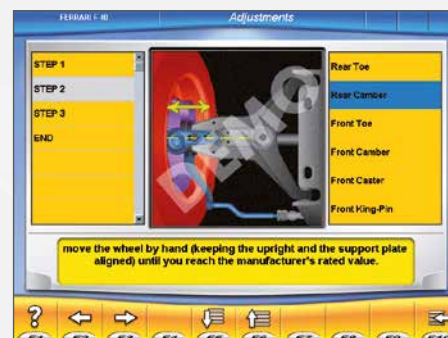 Adjustments
STEP 1
STEP 2
STEP 3
END
DEMO
Rear Toe
Rear Camber
Front Toe
Front Camber
Front Caster
Front King-Pin
move the wheel by hand (keeping the upright and the support plate
aligned) until you reach the manufacturer's rated value.
?